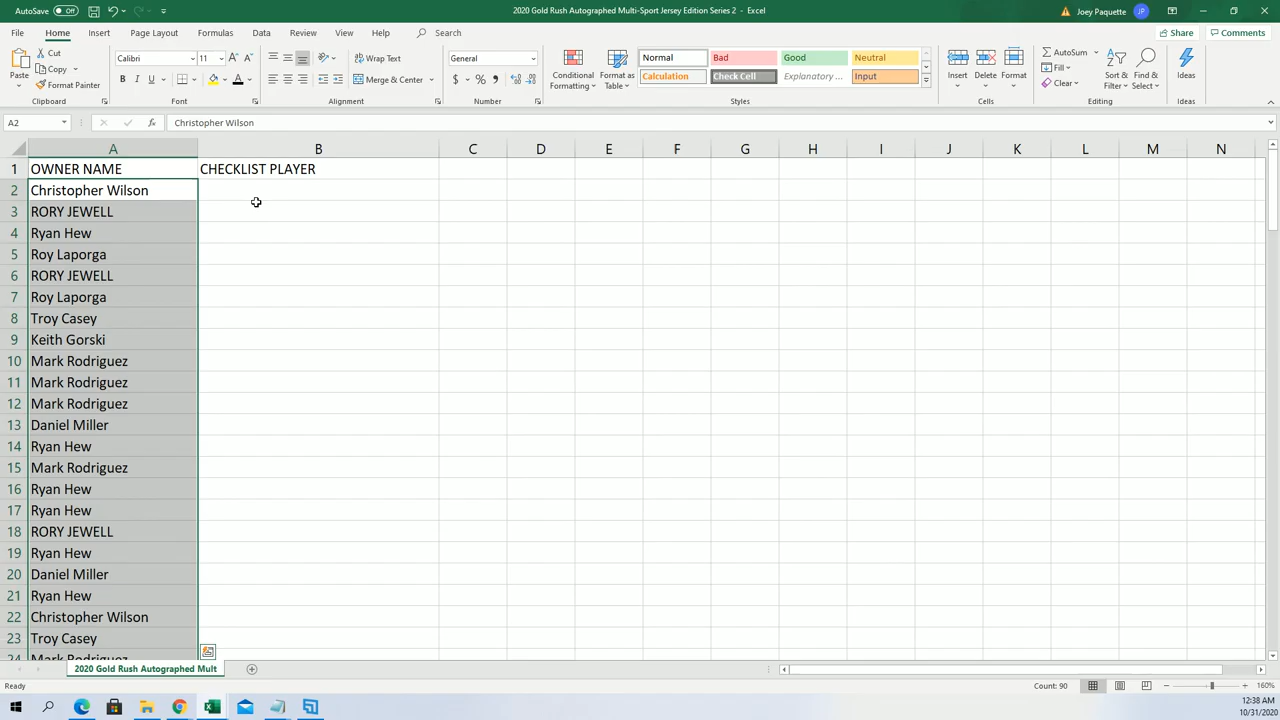 AutoSave Off 2020 Gold Rush Autographed Multi-Sport Jersey Edition Series 2 - Excel Joey Paquette JP
File Home Insert Page Layout Formulas Data Review View Help Search Share Comments
Paste Cut Copy Format Painter Clipboard
Calibri 11 B I U A Font
Wrap Text Merge & Center Alignment
General $ % Number
Conditional Formatting Format as Table
Normal Bad Good Neutral
Calculation Check Cell Explanatory ... Input
Styles
Insert Delete Format Cells
AutoSum Fill Clear Sort & Filter Find & Select Editing
Ideas Ideas
A2 fx Christopher Wilson
A B C D E F G H I J K L M N
1 OWNER NAME CHECKLIST PLAYER
2 Christopher Wilson
3 RORY JEWELL
4 Ryan Hew
5 Roy Laporga
6 RORY JEWELL
7 Roy Laporga
8 Troy Casey
9 Keith Gorski
10 Mark Rodriguez
11 Mark Rodriguez
12 Mark Rodriguez
13 Daniel Miller
14 Ryan Hew
15 Mark Rodriguez
16 Ryan Hew
17 Ryan Hew
18 RORY JEWELL
19 Ryan Hew
20 Daniel Miller
21 Ryan Hew
22 Christopher Wilson
23 Troy Casey
24 Mark Rodriguez
2020 Gold Rush Autographed Mult
Ready Count: 90 160%
12:38 AM
10/31/2020